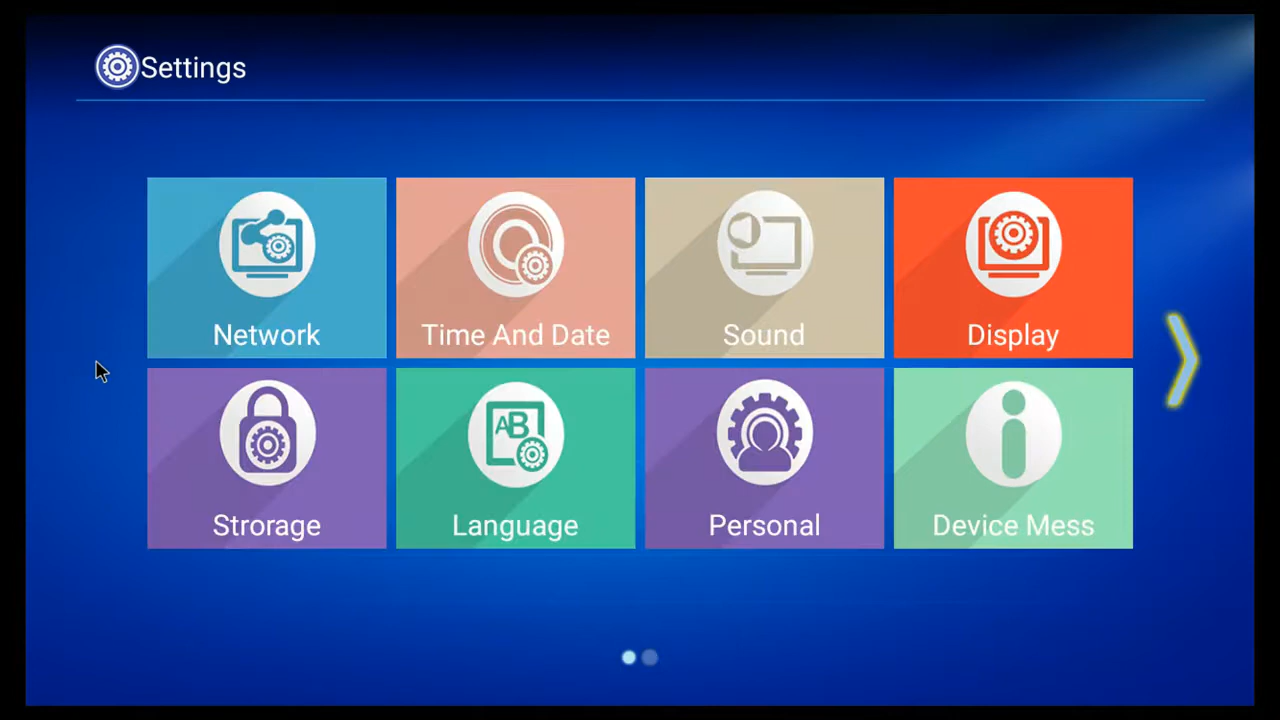 Settings
Network
Time And Date
Sound
Display
Strorage
Language
Personal
Device Mess